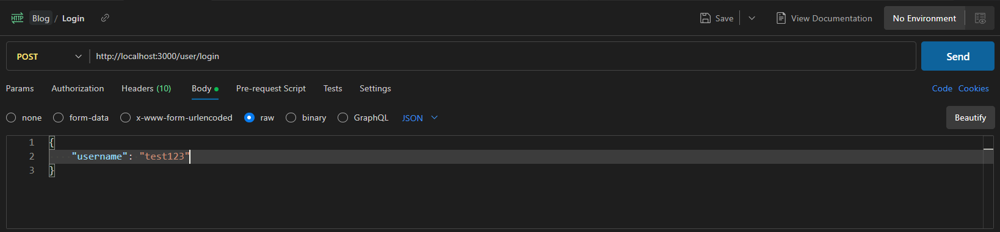 HTTP Blog / Login Save View Documentation No Environment
POST http://localhost:3000/user/login Send
Params Authorization Headers (10) Body Pre-request Script Tests Settings Code Cookies
none form-data x-www-form-urlencoded raw binary GraphQL JSON Beautify
1 {
2 "username": "test123"
3 }